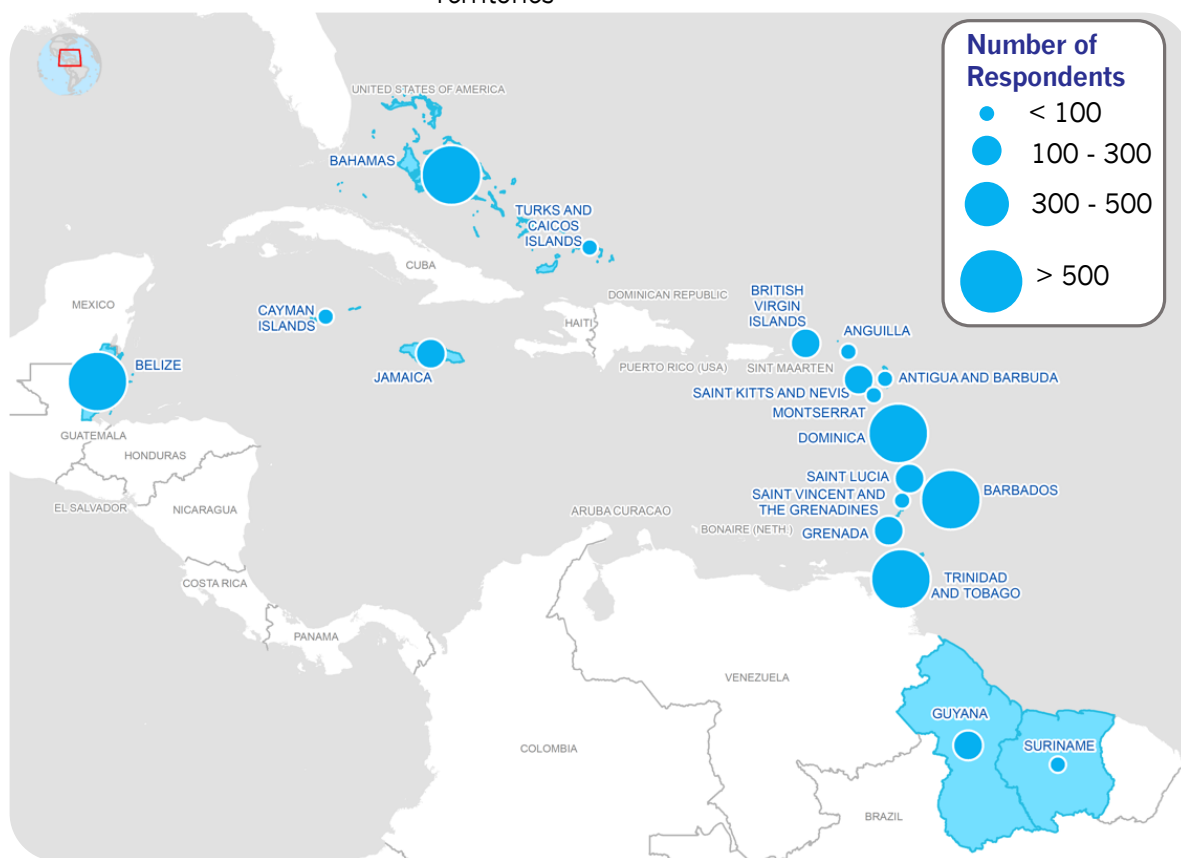 Territories
Number of
Respondents
< 100
100 - 300
300 - 500
> 500
UNITED STATES OF AMERICA
BAHAMAS
TURKS AND
CAICOS
ISLANDS
CUBA
MEXICO
CAYMAN
ISLANDS
DOMINICAN REPUBLIC
BRITISH
VIRGIN
ISLANDS
HAITI
ANGUILLA
BELIZE
JAMAICA
PUERTO RICO (USA)
SINT MAARTEN
ANTIGUA AND BARBUDA
SAINT KITTS AND NEVIS
MONTSERRAT
GUATEMALA
DOMINICA
HONDURAS
SAINT LUCIA
BARBADOS
SAINT VINCENT AND
THE GRENADINES
EL SALVADOR
NICARAGUA
ARUBA CURACAO
BONAIRE (NETH.)
GRENADA
COSTA RICA
TRINIDAD
AND TOBAGO
PANAMA
VENEZUELA
GUYANA
COLOMBIA
SURINAME
BRAZIL